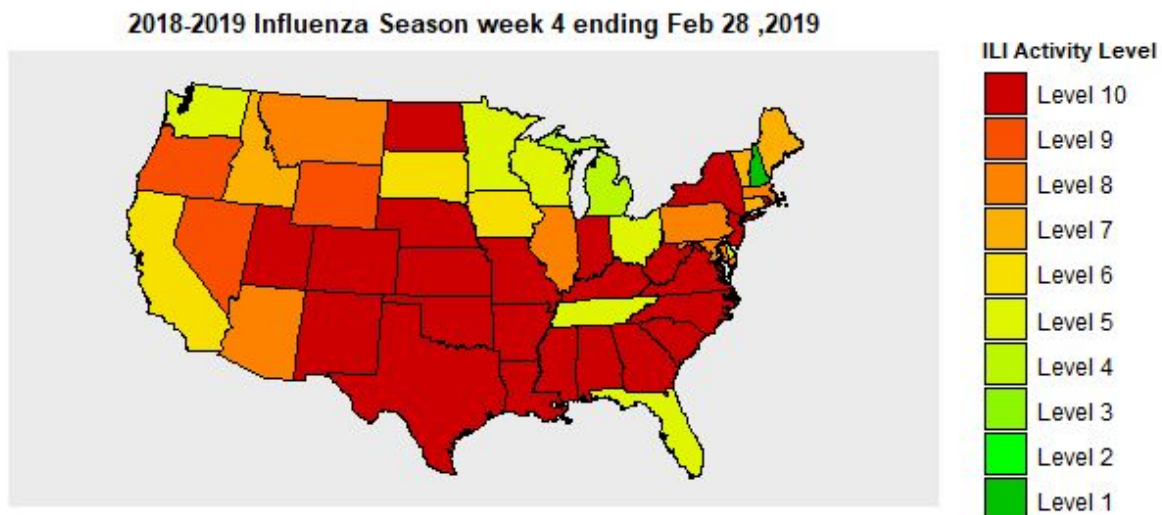 2018-2019 Influenza Season week 4 ending Feb 28 ,2019
ILI Activity Level
Level 10
Level 9
Level 8
Level 7
Level 6
Level 5
Level 4
Level 3
Level 2
Level 1